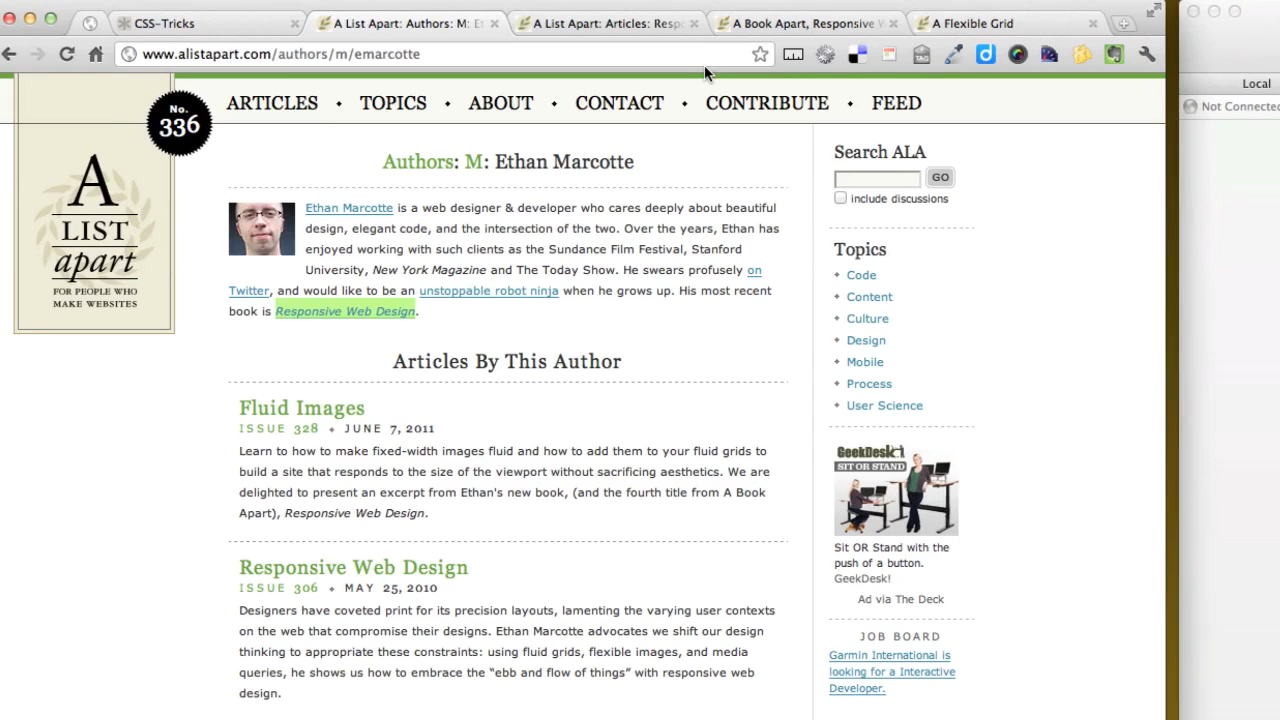 CSS-Tricks
A List Apart: Authors: M: Et
A List Apart: Articles: Resp
A Book Apart, Responsive W
A Flexible Grid
www.alistapart.com/authors/m/emarcotte
Local
Not Connected
ARTICLES • TOPICS • ABOUT • CONTACT • CONTRIBUTE • FEED
No.
336
A
LIST
apart
FOR PEOPLE WHO
MAKE WEBSITES
Authors: M: Ethan Marcotte
Ethan Marcotte is a web designer & developer who cares deeply about beautiful
design, elegant code, and the intersection of the two. Over the years, Ethan has
enjoyed working with such clients as the Sundance Film Festival, Stanford
University, New York Magazine and The Today Show. He swears profusely on
Twitter, and would like to be an unstoppable robot ninja when he grows up. His most recent
book is Responsive Web Design.
Articles By This Author
Fluid Images
ISSUE 328 • JUNE 7, 2011
Learn to how to make fixed-width images fluid and how to add them to your fluid grids to
build a site that responds to the size of the viewport without sacrificing aesthetics. We are
delighted to present an excerpt from Ethan's new book, (and the fourth title from A Book
Apart), Responsive Web Design.
Responsive Web Design
ISSUE 306 • MAY 25, 2010
Designers have coveted print for its precision layouts, lamenting the varying user contexts
on the web that compromise their designs. Ethan Marcotte advocates we shift our design
thinking to appropriate these constraints: using fluid grids, flexible images, and media
queries, he shows us how to embrace the “ebb and flow of things” with responsive web
design.
Search ALA
GO
include discussions
Topics
Code
Content
Culture
Design
Mobile
Process
User Science
GeekDesk
SIT OR STAND
Sit OR Stand with the
push of a button.
GeekDesk!
Ad via The Deck
JOB BOARD
Garmin International is
looking for a Interactive
Developer.